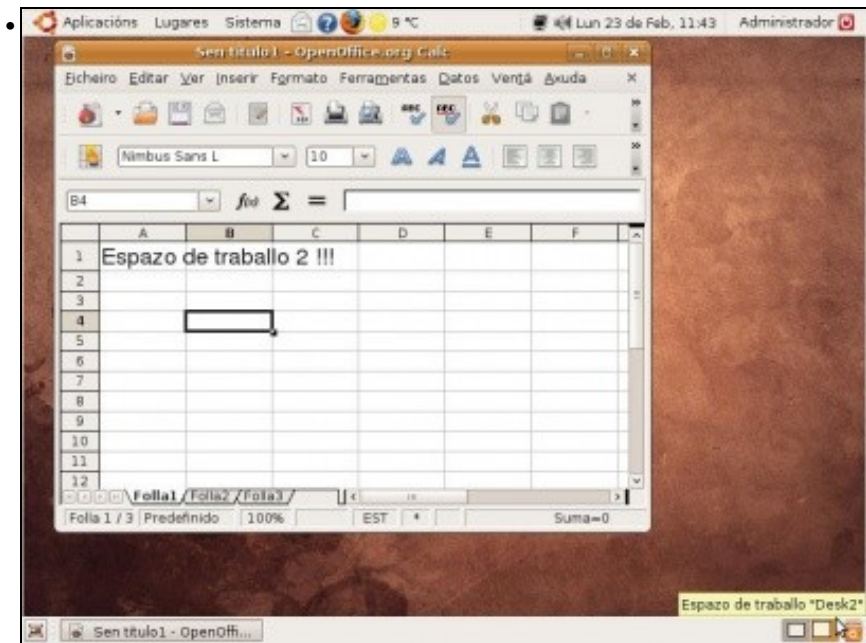 Aplicacións Lugares Sistema 9 °C Lun 23 de Feb, 11:43 Administrador
Sen título1 - OpenOffice.org Calc
Eicheiro Editar Ver Inserir Formato Ferramentas Datos Ventá Axuda
Nimbus Sans L 10
B4 f(x) Σ =
A B C D E F
1 Espazo de traballo 2 !!!
2
3
4
5
6
7
8
9
10
11
12
Folla1 Folla2 Folla3
Folla 1 / 3 Predefinido 100% EST * Suma=0
Espazo de traballo "Desk2"
Sen título1 - OpenOffi...